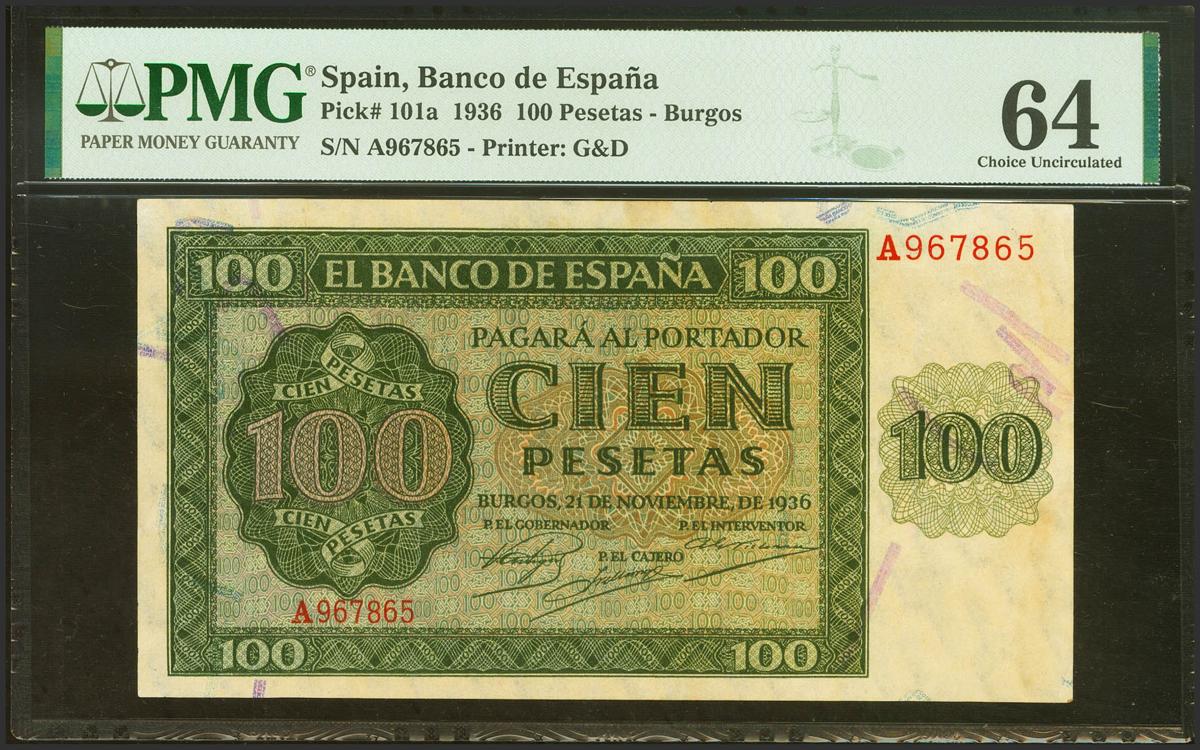 PMG® Spain, Banco de España
Pick# 101a 1936 100 Pesetas - Burgos
PAPER MONEY GUARANTY
S/N A967865 - Printer: G&D
64
Choice Uncirculated
A967865
100 EL BANCO DE ESPAÑA 100
PAGARÁ AL PORTADOR
CIEN
PESETAS
CIEN PESETAS
100
CIEN PESETAS
100
BURGOS, 21 DE NOVIEMBRE, DE 1936
P. EL GOBERNADOR P. EL INTERVENTOR
P. EL CAJERO
A967865
100 100